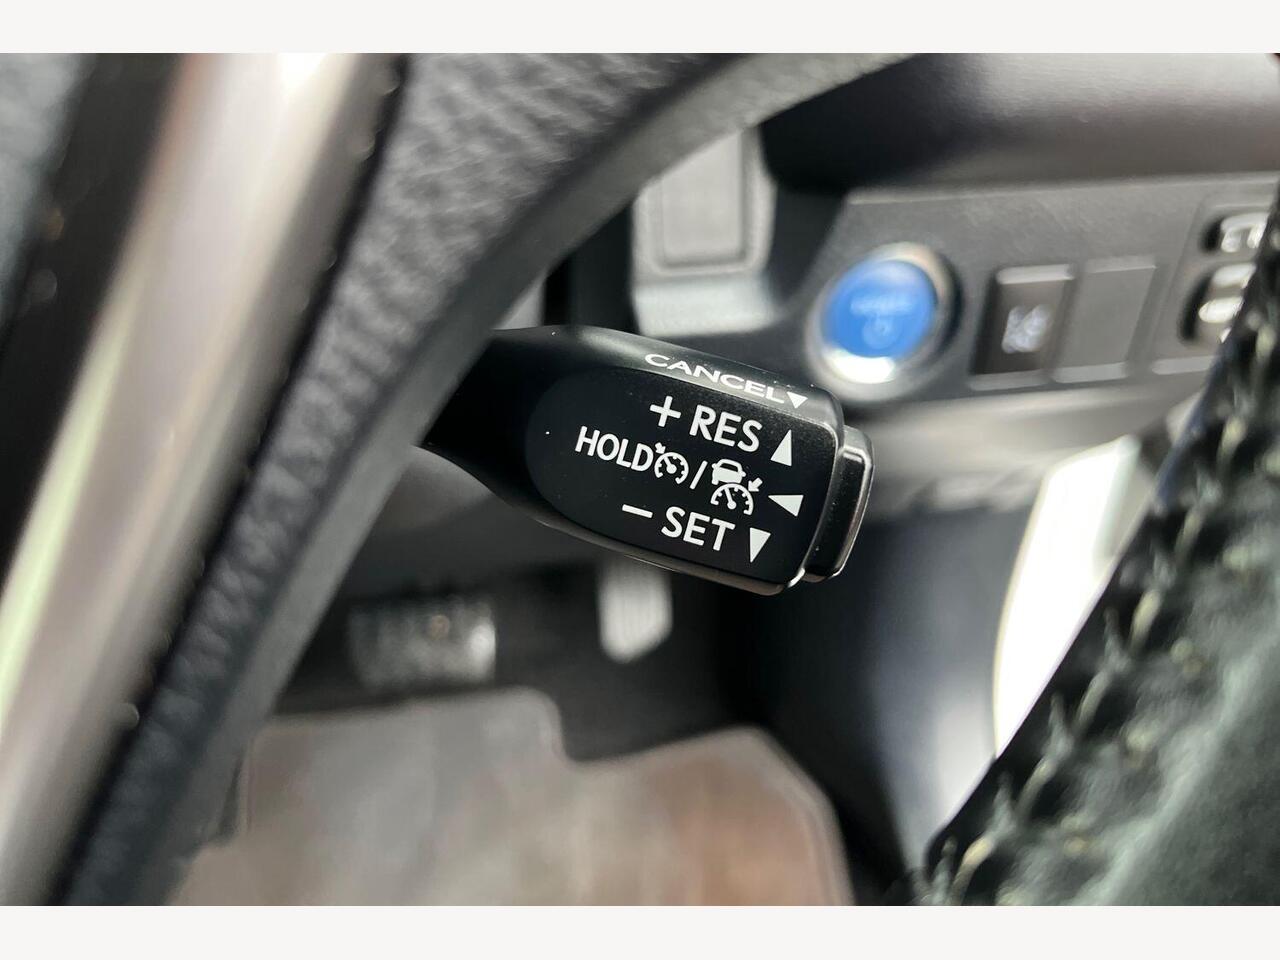 CANCEL▼
+ RES ▲
HOLD / ◀
− SET ▼